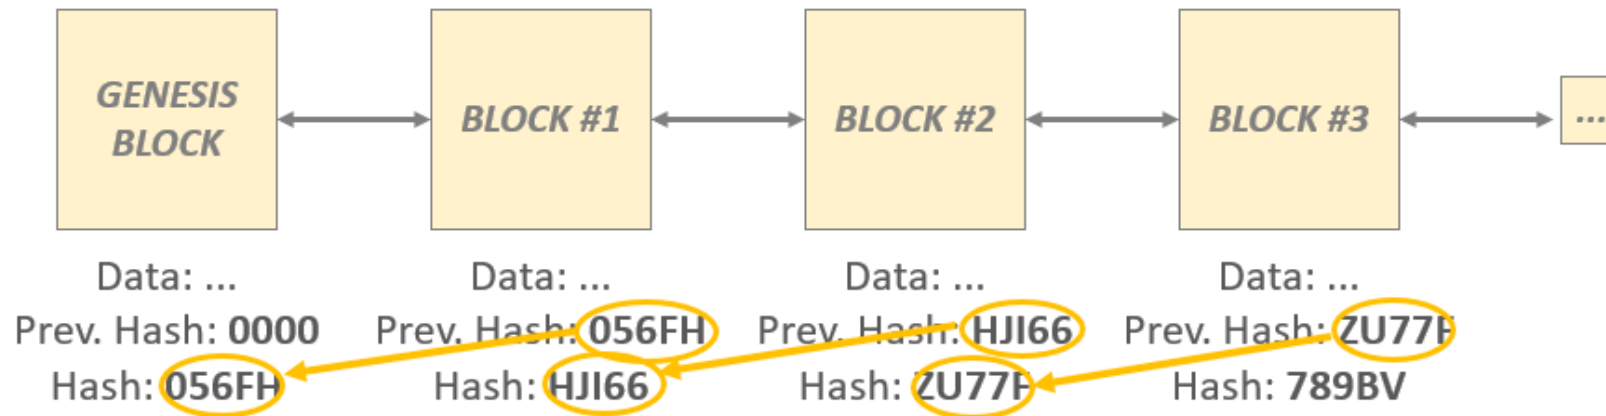 GENESIS
BLOCK
BLOCK #1
BLOCK #2
BLOCK #3
...
Data: ...
Prev. Hash: 0000
Hash: 056FH
Data: ...
Prev. Hash: 056FH
Hash: HJI66
Data: ...
Prev. Hash: HJI66
Hash: ZU77F
Data: ...
Prev. Hash: ZU77F
Hash: 789BV